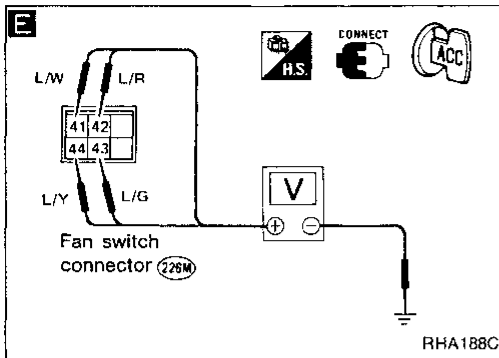 E
CONNECT
H.S.
ACC
L/W
L/R
41 42
44 43
L/Y
L/G
V
+
−
Fan switch
connector 226M
RHA188C